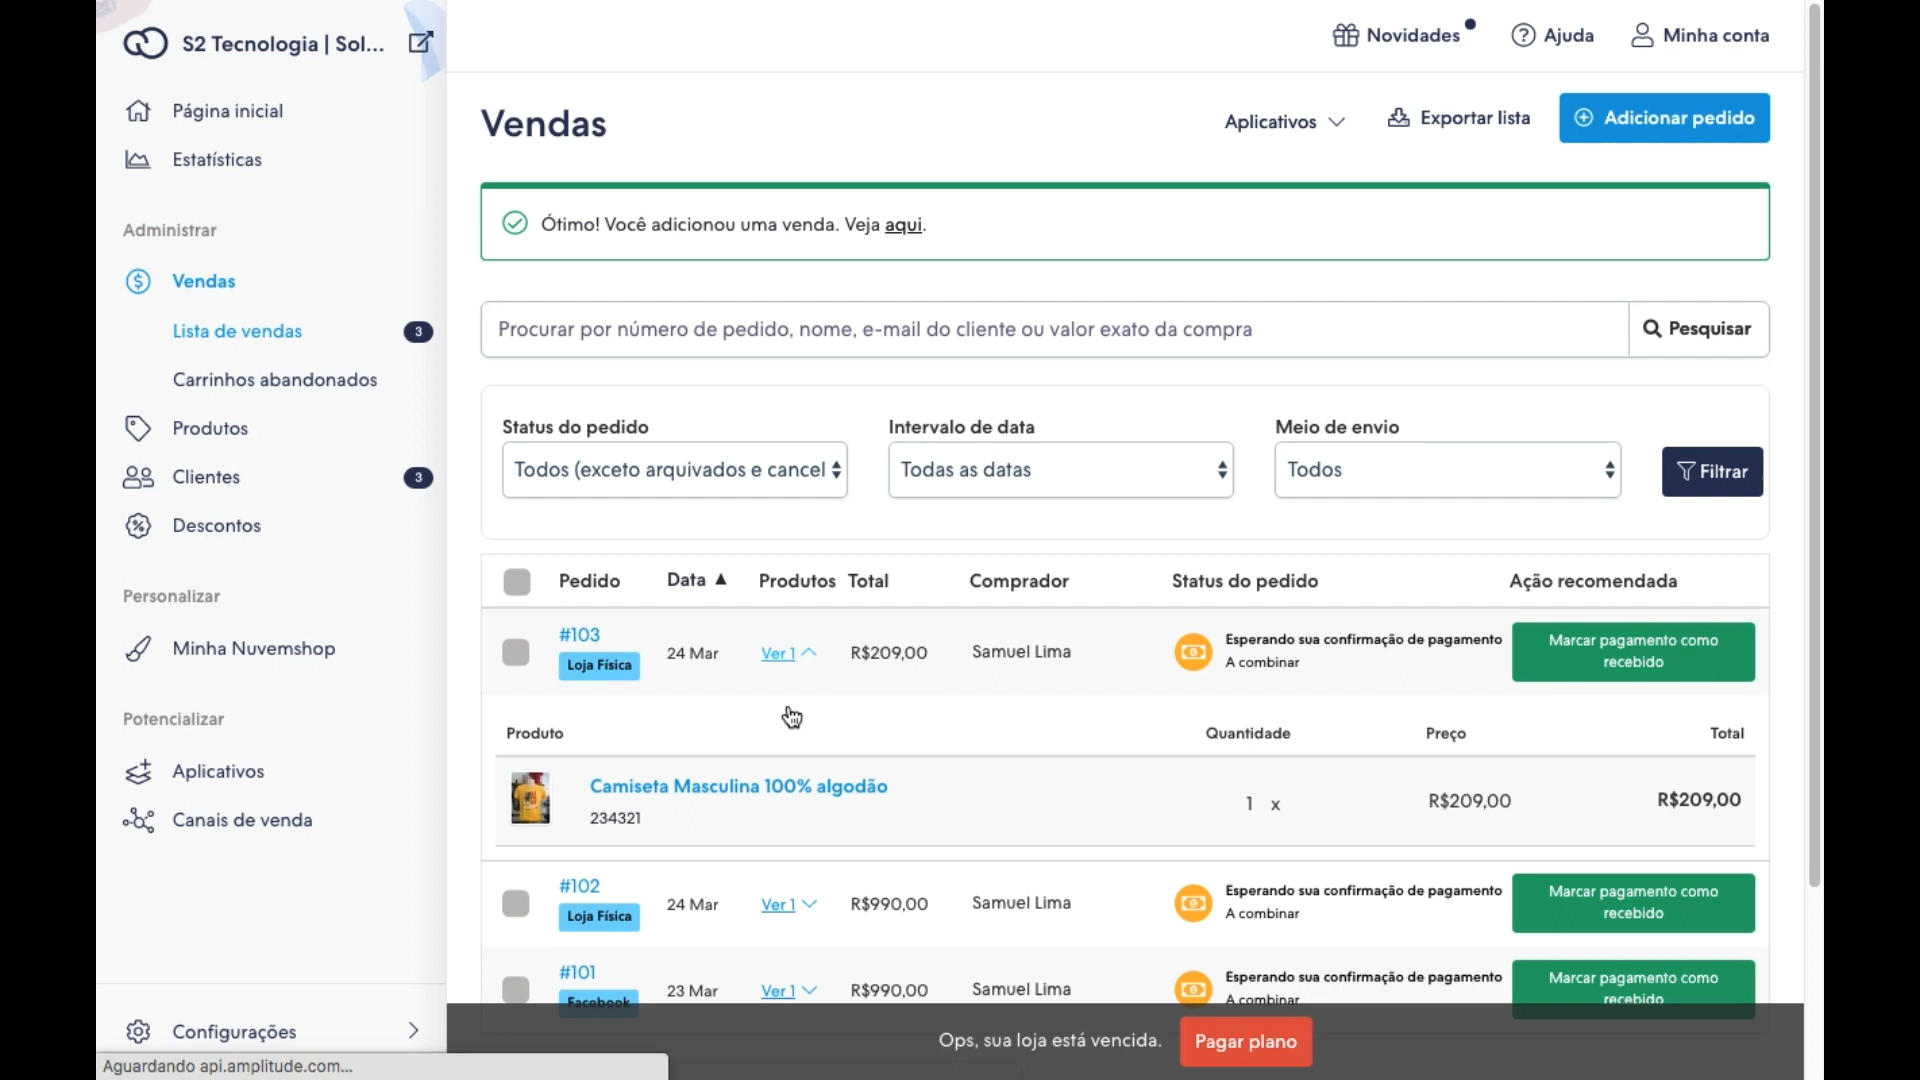 S2 Tecnologia | Sol...
Novidades
Ajuda
Minha conta
Página inicial
Estatísticas
Administrar
Vendas
Lista de vendas 3
Carrinhos abandonados
Produtos
Clientes 3
Descontos
Personalizar
Minha Nuvemshop
Potencializar
Aplicativos
Canais de venda
Configurações
Aguardando api.amplitude.com...
Vendas
Aplicativos
Exportar lista
Adicionar pedido
Ótimo! Você adicionou uma venda. Veja aqui.
Procurar por número de pedido, nome, e-mail do cliente ou valor exato da compra
Pesquisar
Status do pedido Intervalo de data Meio de envio
Todos (exceto arquivados e cancel Todas as datas Todos Filtrar
Pedido Data ▲ Produtos Total Comprador Status do pedido Ação recomendada
#103
Loja Física
24 Mar Ver 1 R$209,00 Samuel Lima
Esperando sua confirmação de pagamento
A combinar
Marcar pagamento como
recebido
Produto Quantidade Preço Total
Camiseta Masculina 100% algodão
234321
1 x R$209,00 R$209,00
#102
Loja Física
24 Mar Ver 1 R$990,00 Samuel Lima
Esperando sua confirmação de pagamento
A combinar
Marcar pagamento como
recebido
#101
Facebook
23 Mar Ver 1 R$990,00 Samuel Lima
Esperando sua confirmação de pagamento
A combinar
Marcar pagamento como
recebido
Ops, sua loja está vencida. Pagar plano